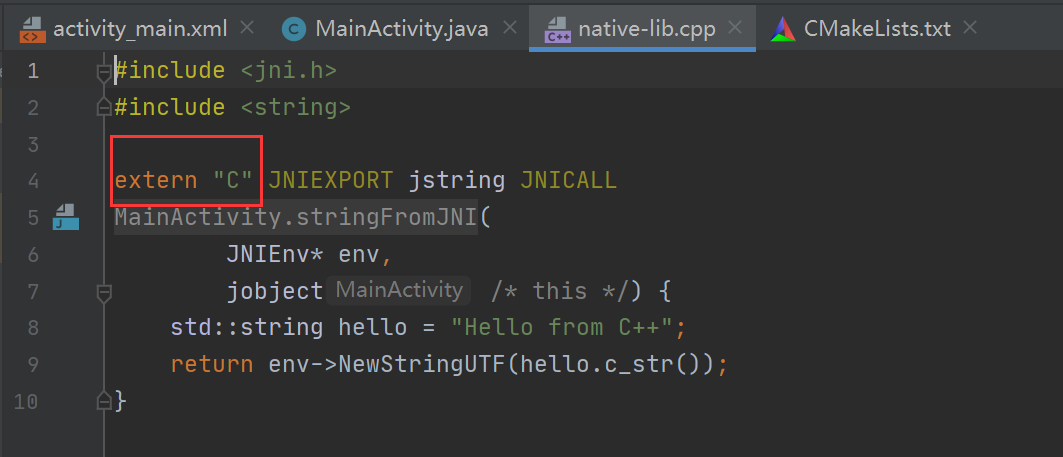 activity_main.xml MainActivity.java native-lib.cpp CMakeLists.txt
1 #include <jni.h>
2 #include <string>
3
4 extern "C" JNIEXPORT jstring JNICALL
5 MainActivity.stringFromJNI(
6 JNIEnv* env,
7 jobject MainActivity /* this */) {
8 std::string hello = "Hello from C++";
9 return env->NewStringUTF(hello.c_str());
10 }